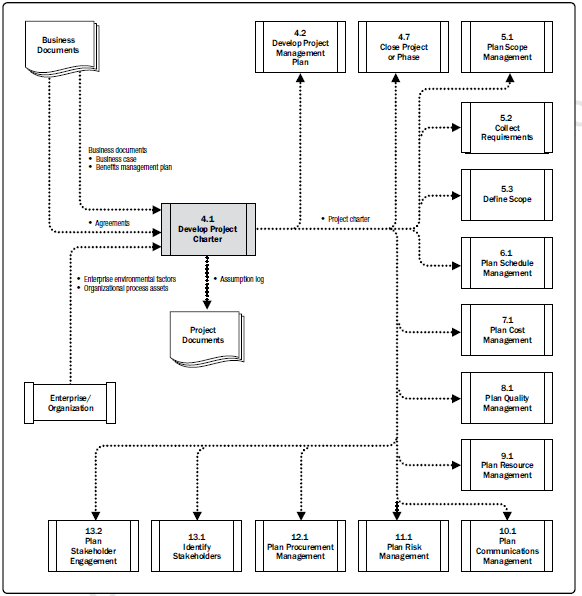 Business
Documents
4.2
Develop Project
Management
Plan
4.7
Close Project
or Phase
5.1
Plan Scope
Management
5.2
Collect
Requirements
Business documents
• Business case
• Benefits management plan
5.3
Define Scope
• Agreements
4.1
Develop Project
Charter
• Project charter
6.1
Plan Schedule
Management
• Enterprise environmental factors
• Organizational process assets
• Assumption log
Project
Documents
7.1
Plan Cost
Management
Enterprise/
Organization
8.1
Plan Quality
Management
9.1
Plan Resource
Management
13.2
Plan
Stakeholder
Engagement
13.1
Identify
Stakeholders
12.1
Plan Procurement
Management
11.1
Plan Risk
Management
10.1
Plan
Communications
Management